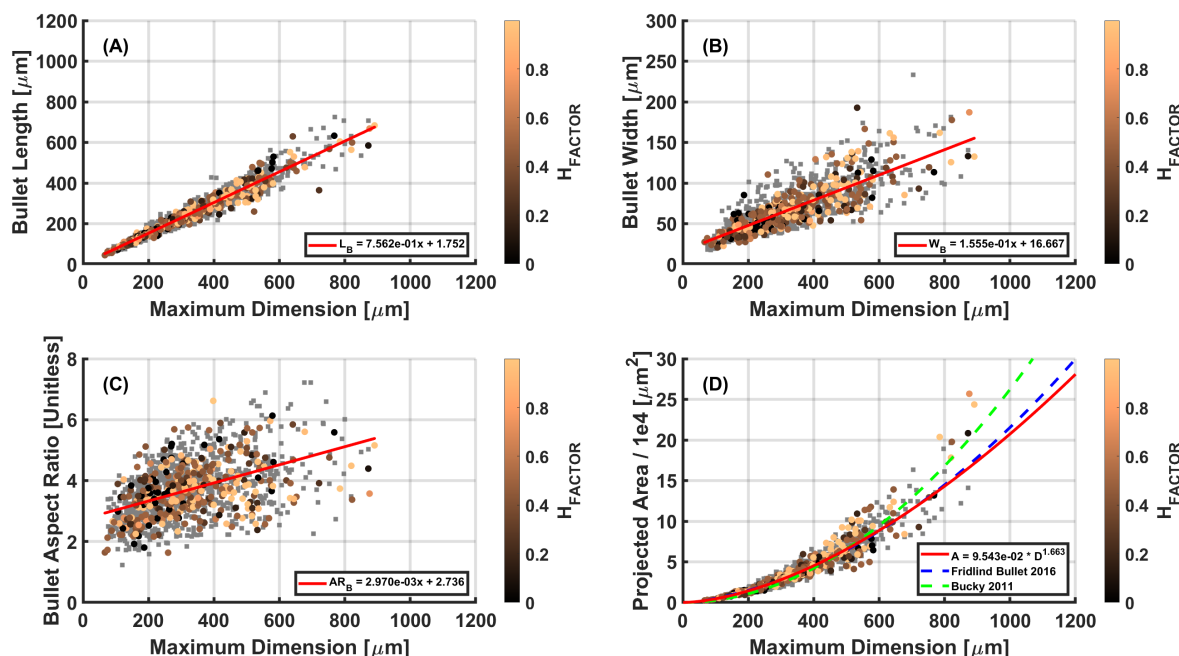 (A)
Bullet Length [μm]
1200
1000
800
600
400
200
0
0 200 400 600 800 1000 1200
Maximum Dimension [μm]
L_B = 7.562e-01x + 1.752
0.8
0.6
0.4
0.2
0
H_FACTOR
(B)
Bullet Width [μm]
300
250
200
150
100
50
0
0 200 400 600 800 1000 1200
Maximum Dimension [μm]
W_B = 1.555e-01x + 16.667
0.8
0.6
0.4
0.2
0
H_FACTOR
(C)
Bullet Aspect Ratio [Unitless]
8
6
4
2
0
0 200 400 600 800 1000 1200
Maximum Dimension [μm]
AR_B = 2.970e-03x + 2.736
0.8
0.6
0.4
0.2
0
H_FACTOR
(D)
Projected Area / 1e4 [μm²]
30
25
20
15
10
5
0
0 200 400 600 800 1000 1200
Maximum Dimension [μm]
A = 9.543e-02 * D^1.663
Fridlind Bullet 2016
Bucky 2011
0.8
0.6
0.4
0.2
0
H_FACTOR